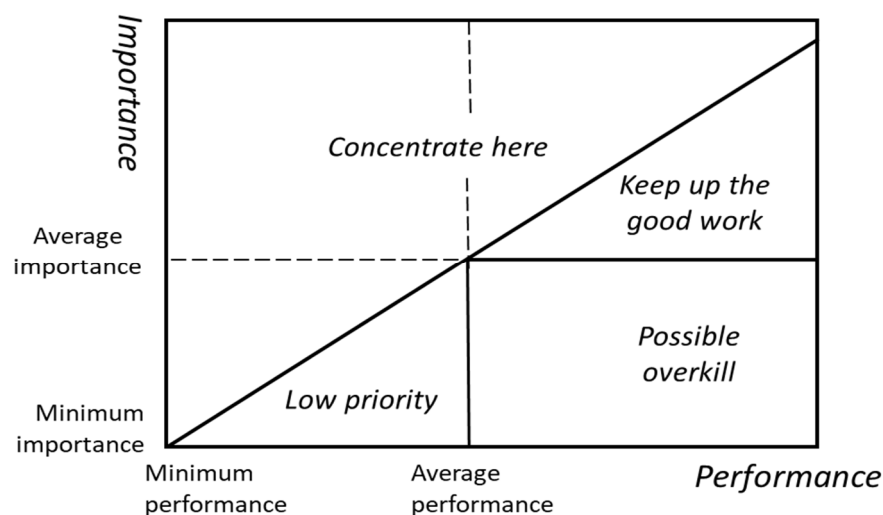 Importance
Concentrate here
Keep up the
good work
Average
importance
Possible
overkill
Low priority
Minimum
importance
Minimum
performance
Average
performance
Performance